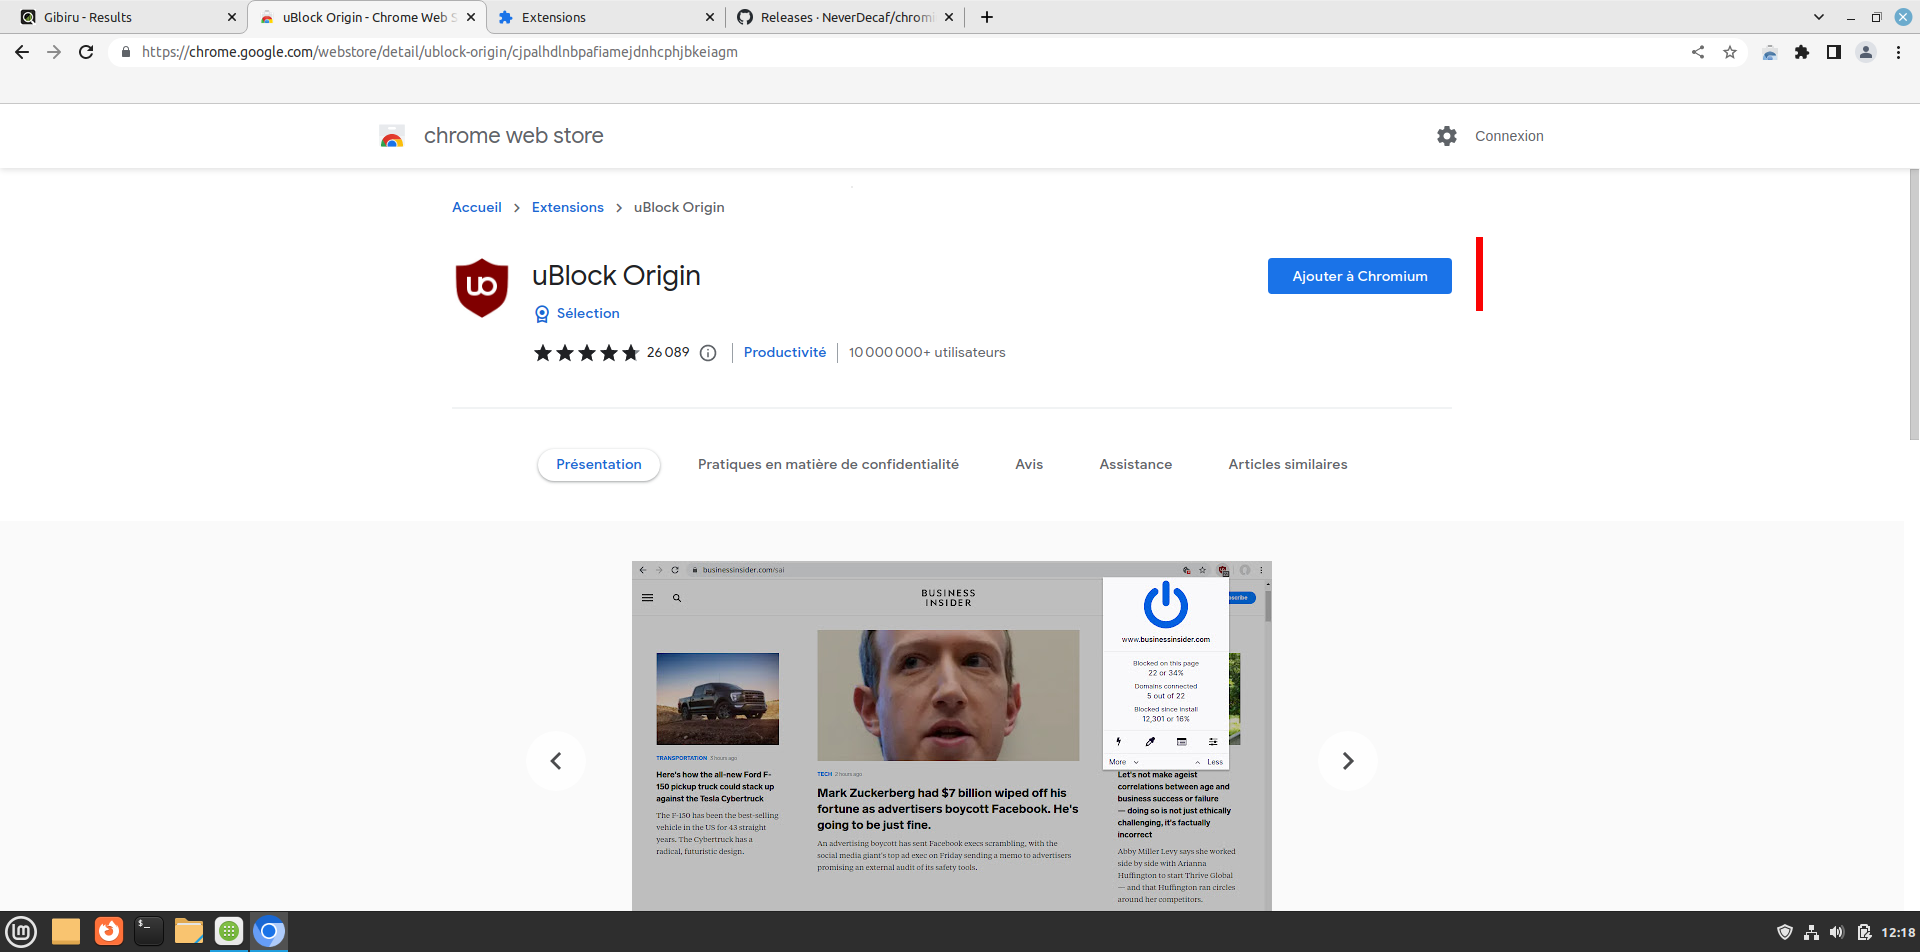 Gibiru - Results
uBlock Origin - Chrome Web S
Extensions
Releases · NeverDecaf/chromi
https://chrome.google.com/webstore/detail/ublock-origin/cjpalhdlnbpafiamejdnhcphjbkeiagm
chrome web store
Connexion
Accueil > Extensions > uBlock Origin
uBlock Origin
Ajouter à Chromium
Sélection
26 089
Productivité
10 000 000+ utilisateurs
Présentation
Pratiques en matière de confidentialité
Avis
Assistance
Articles similaires
businessinsider.com/sai
BUSINESS
INSIDER
scribe
www.businessinsider.com
Blocked on this page
22 or 34%
Domains connected
5 out of 22
Blocked since install
12,301 or 16%
More
Less
TRANSPORTATION 3 hours ago
Here's how the all-new Ford F-
150 pickup truck could stack up
against the Tesla Cybertruck
The F-150 has been the best-selling
vehicle in the US for 43 straight
years. The Cybertruck has a
radical, futuristic design.
TECH 2 hours ago
Mark Zuckerberg had $7 billion wiped off his
fortune as advertisers boycott Facebook. He's
going to be just fine.
An advertising boycott has sent Facebook execs scrambling, with the
social media giant's top ad exec on Friday sending a memo to advertisers
promising an external audit of its safety tools.
Let's not make ageist
correlations between age and
business success or failure
— doing so is not just ethically
challenging, it's factually
incorrect
Abby Miller Levy says she worked
side by side with Arianna
Huffington to start Thrive Global
— and that Huffington ran circles
around her competitors.
12:18